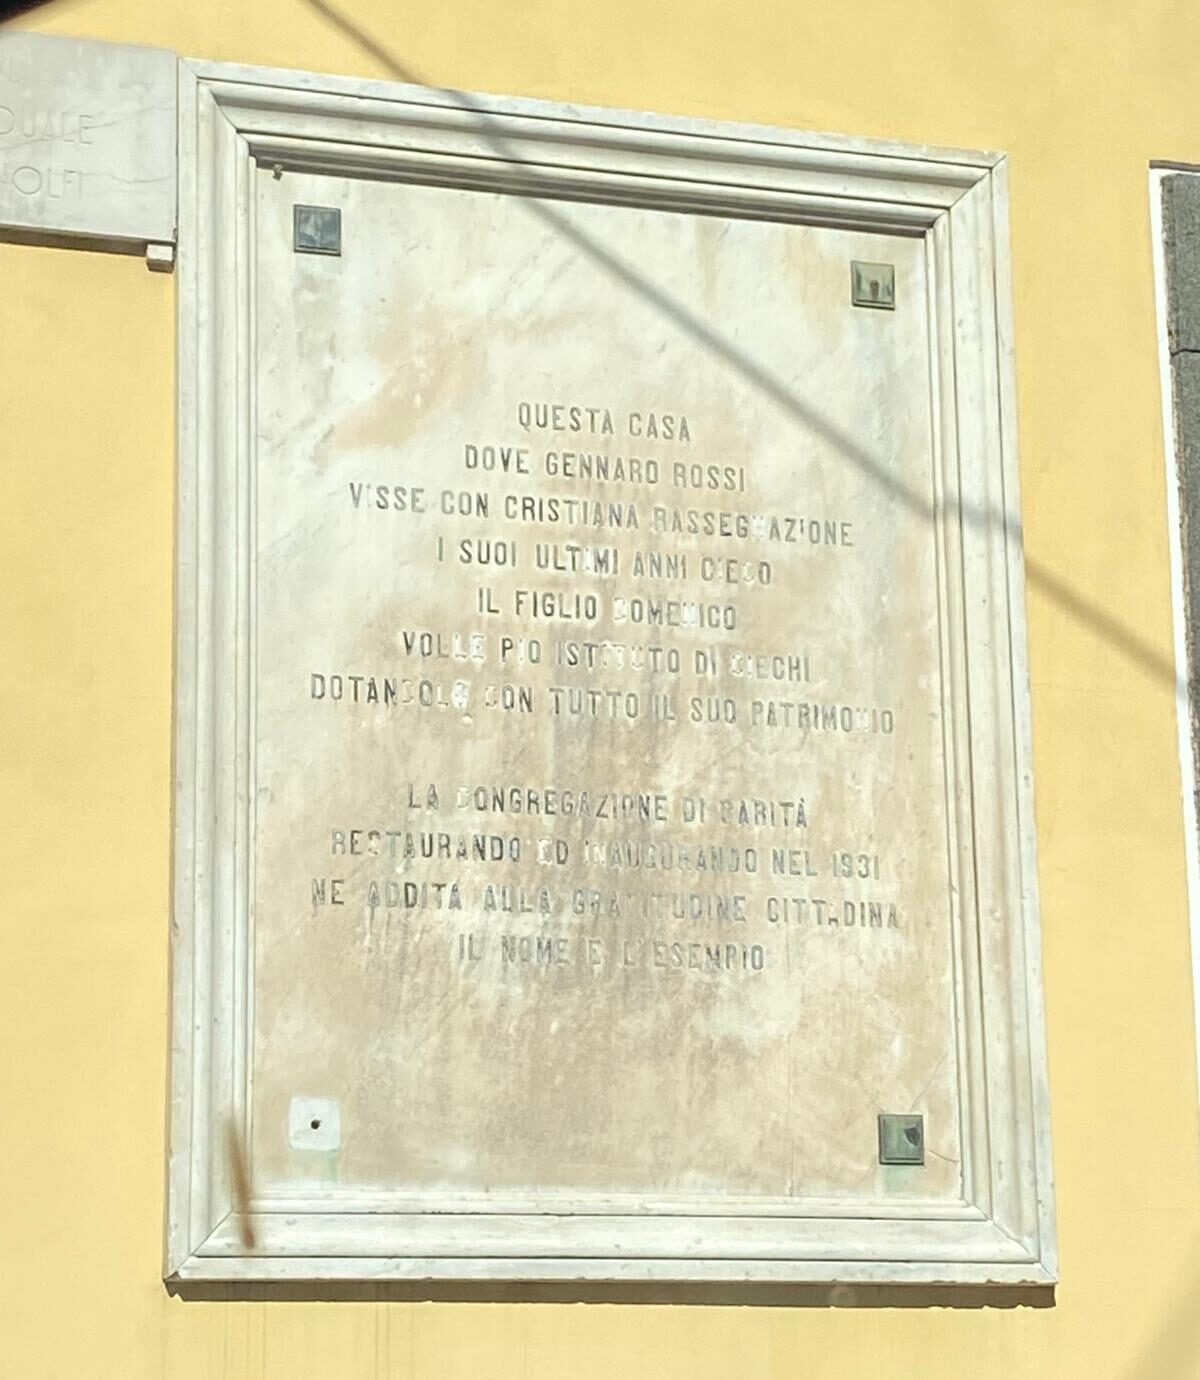 QUALE
NOLFI
QUESTA CASA
DOVE GENNARO ROSSI
VISSE CON CRISTIANA RASSEGNAZIONE
I SUOI ULTIMI ANNI CIECO
IL FIGLIO DOMENICO
VOLLE PIO ISTITUTO DI CIECHI
DOTANDOLO CON TUTTO IL SUO PATRIMONIO
LA CONGREGAZIONE DI CARITÀ
RESTAURANDO ED INAUGURANDO NEL 1931
NE ADDITA ALLA GRATITUDINE CITTADINA
IL NOME E L'ESEMPIO